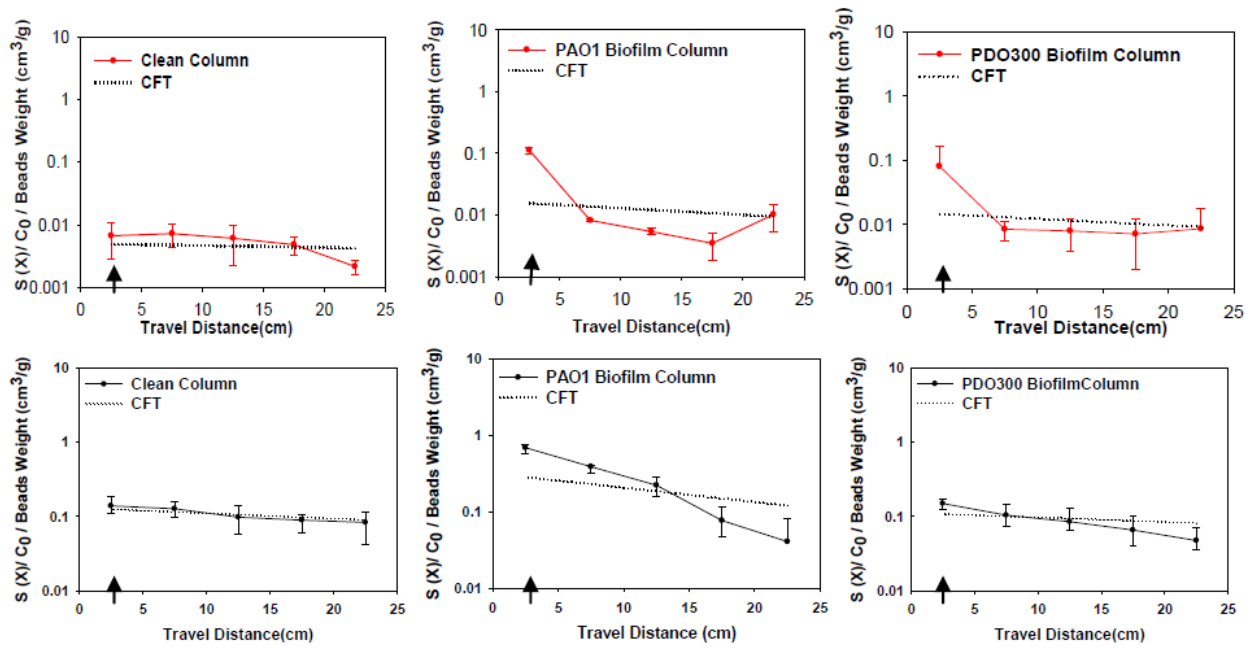 S (X)/ C0 / Beads Weight (cm3/g)
10
1
0.1
0.01
0.001
Clean Column
CFT
0 5 10 15 20 25
Travel Distance(cm)
S (X)/ C0 / Beads Weight (cm3/g)
10
1
0.1
0.01
0.001
PAO1 Biofilm Column
CFT
0 5 10 15 20 25
Travel Distance(cm)
S (X)/ C0 / Beads Weight (cm3/g)
10
1
0.1
0.01
0.001
PDO300 Biofilm Column
CFT
0 5 10 15 20 25
Travel Distance(cm)
S (X)/ C0 / Beads Weight (cm3/g)
10
1
0.1
0.01
Clean Column
CFT
0 5 10 15 20 25
Travel Distance(cm)
S (X)/ C0 / Beads Weight (cm3/g)
10
1
0.1
0.01
PAO1 Biofilm Column
CFT
0 5 10 15 20 25
Travel Distance (cm)
S (X)/ C0 / Beads Weight (cm3/g)
10
1
0.1
0.01
PDO300 BiofilmColumn
CFT
0 5 10 15 20 25
Travel Distance(cm)